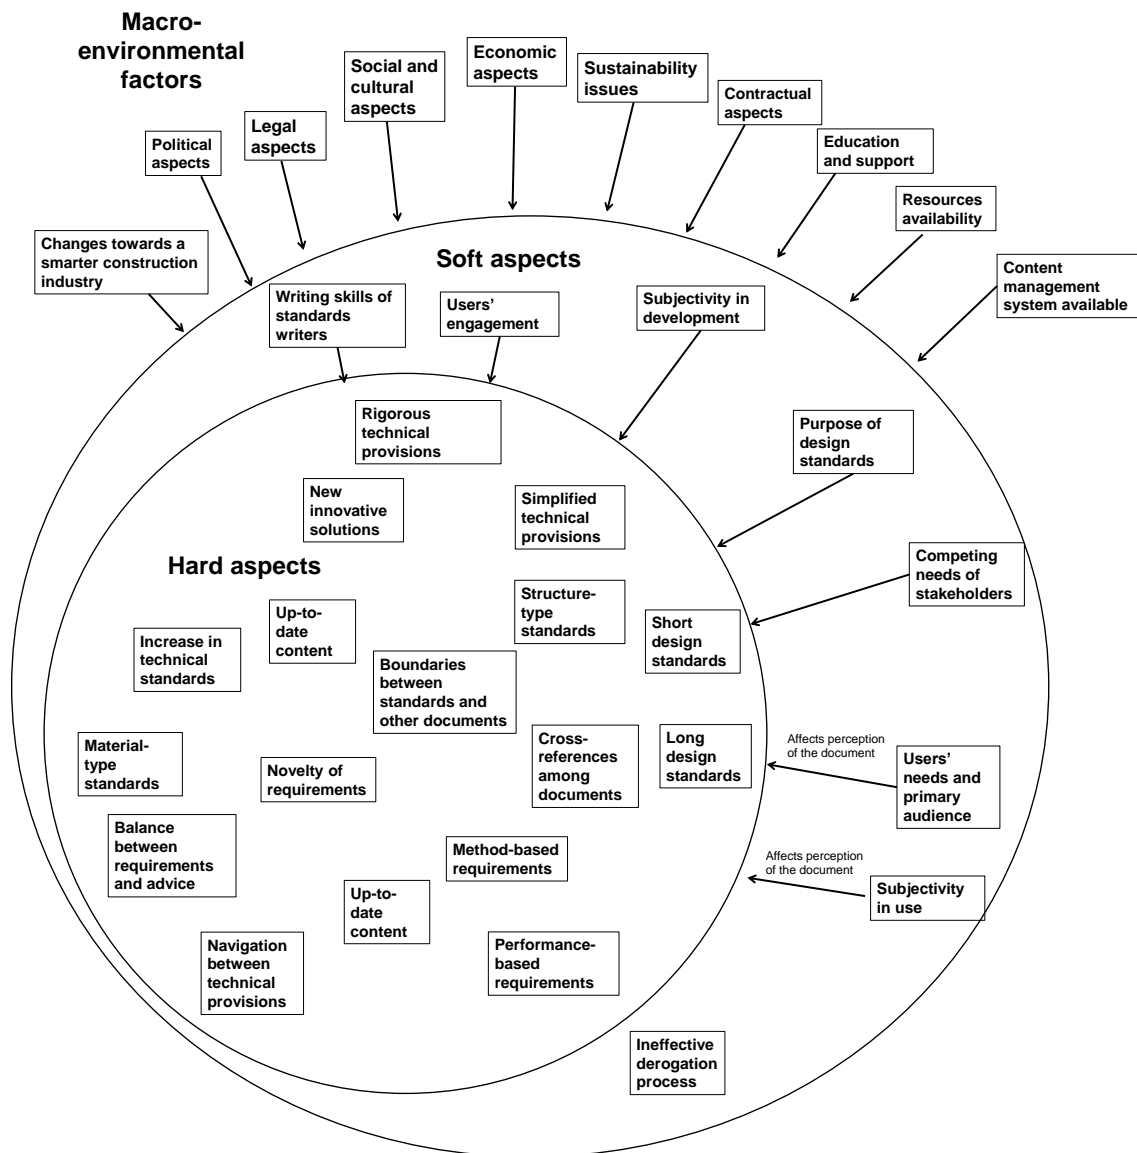 Macro-
environmental
factors
Economic
aspects
Social and
cultural
aspects
Sustainability
issues
Contractual
aspects
Legal
aspects
Political
aspects
Education
and support
Resources
availability
Changes towards a
smarter construction
industry
Content
management
system available
Soft aspects
Writing skills of
standards
writers
Users'
engagement
Subjectivity in
development
Rigorous
technical
provisions
Purpose of
design
standards
New
innovative
solutions
Simplified
technical
provisions
Hard aspects
Competing
needs of
stakeholders
Structure-
type
standards
Up-to-
date
content
Short
design
standards
Increase in
technical
standards
Boundaries
between
standards and
other documents
Cross-
references
among
documents
Long
design
standards
Material-
type
standards
Affects perception
of the document
Users'
needs and
primary
audience
Novelty of
requirements
Balance
between
requirements
and advice
Method-based
requirements
Affects perception
of the document
Subjectivity
in use
Up-to-
date
content
Navigation
between
technical
provisions
Performance-
based
requirements
Ineffective
derogation
process